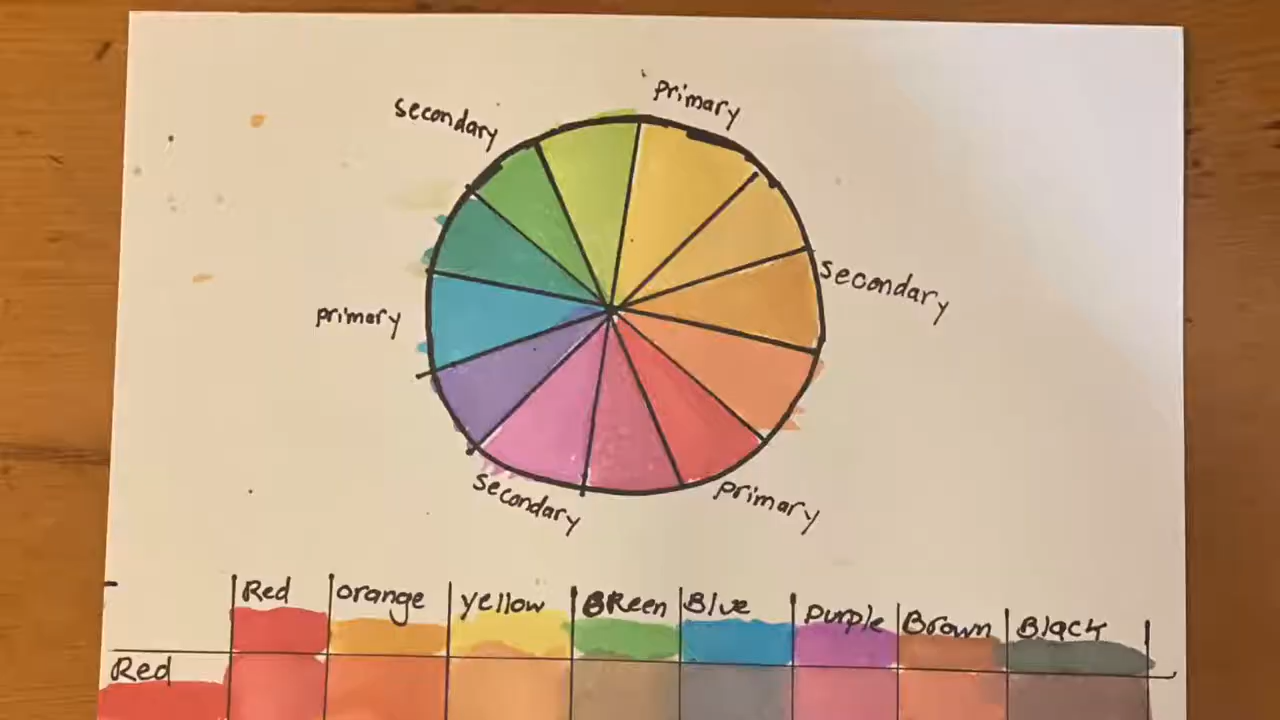 primary
secondary
secondary
primary
secondary
primary
Red orange yellow GReen Blue purple Brown Black
Red